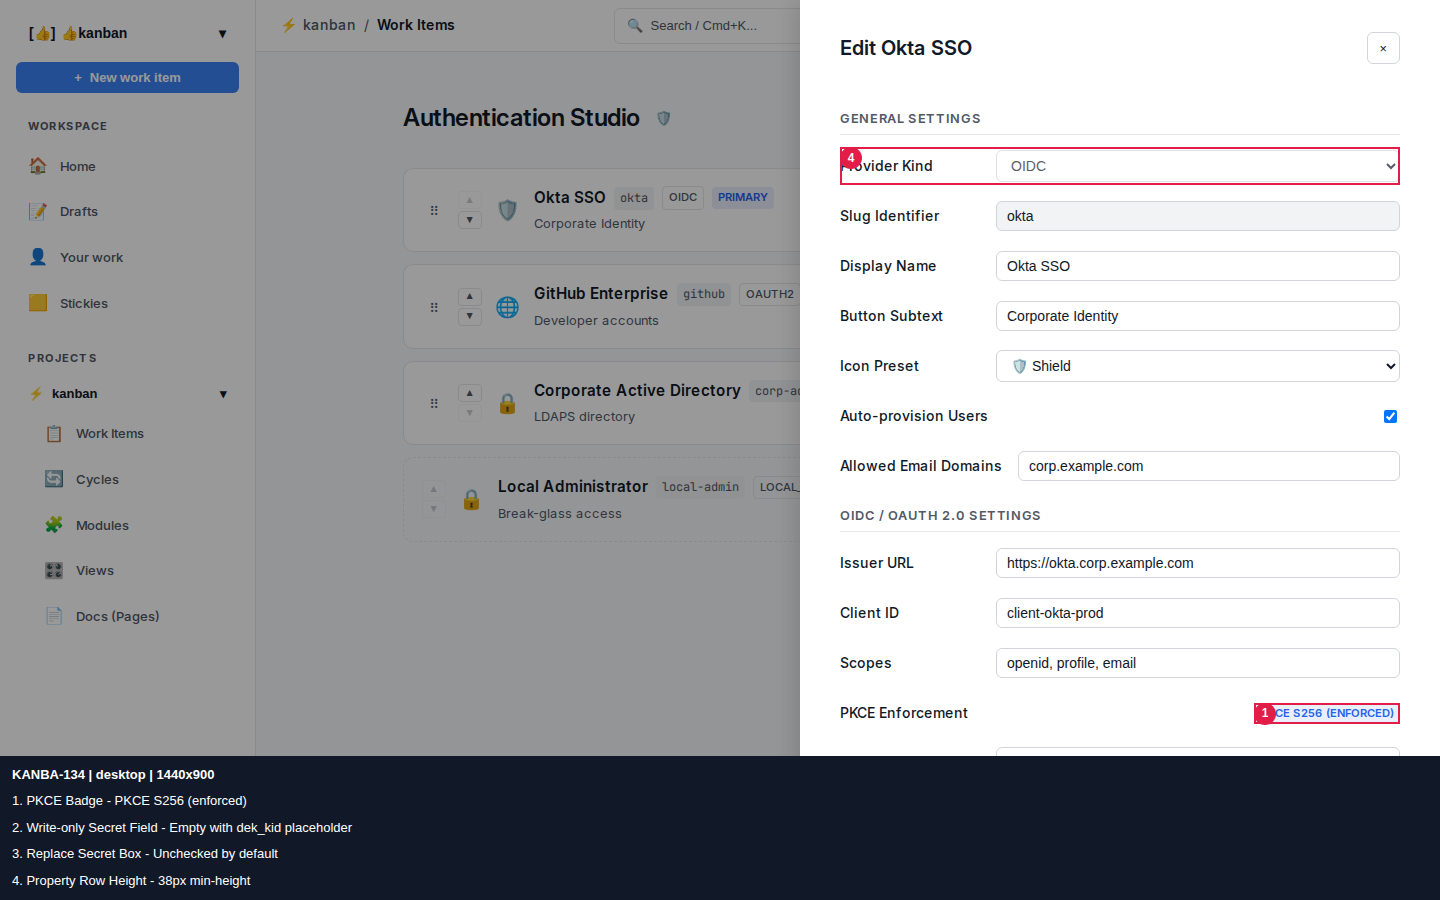 [👍] 👍kanban ▼
+ New work item
WORKSPACE
🏠 Home
📝 Drafts
👤 Your work
🟨 Stickies
PROJECTS
⚡ kanban ▼
📋 Work Items
🔄 Cycles
🧩 Modules
🎛️ Views
📄 Docs (Pages)
⚡ kanban / Work Items
🔍 Search / Cmd+K...
Authentication Studio 🛡️
Okta SSO okta OIDC PRIMARY
Corporate Identity
GitHub Enterprise github OAUTH2
Developer accounts
Corporate Active Directory
LDAPS directory
Local Administrator local-admin
Break-glass access
Edit Okta SSO ×
GENERAL SETTINGS
4
OIDC
Slug Identifier okta
Display Name Okta SSO
Button Subtext Corporate Identity
Icon Preset 🛡️ Shield
Auto-provision Users
Allowed Email Domains corp.example.com
OIDC / OAUTH 2.0 SETTINGS
Issuer URL https://okta.corp.example.com
Client ID client-okta-prod
Scopes openid, profile, email
PKCE Enforcement 1 S256 (ENFORCED)
KANBA-134 | desktop | 1440x900
1. PKCE Badge - PKCE S256 (enforced)
2. Write-only Secret Field - Empty with dek_kid placeholder
3. Replace Secret Box - Unchecked by default
4. Property Row Height - 38px min-height